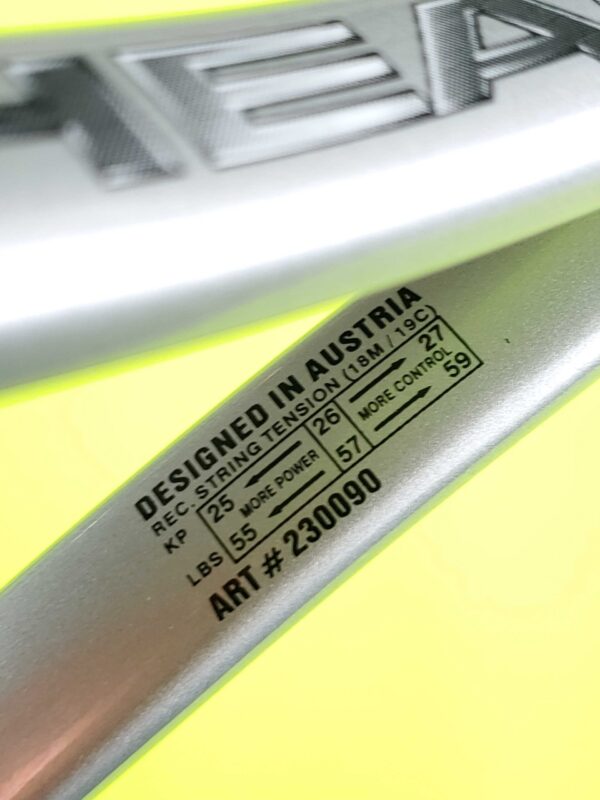 HEA
DESIGNED IN AUSTRIA
REC. STRING TENSION (18M / 19C)
KP 25 26 27
MORE POWER MORE CONTROL
LBS 55 57 59
ART # 230090